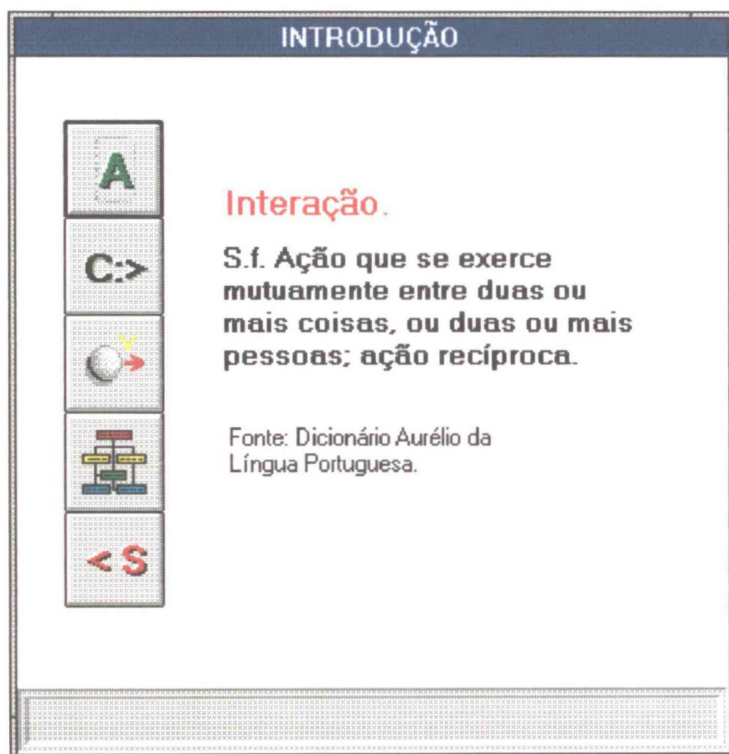 INTRODUÇÃO
A
Interação.
C:>
S.f. Ação que se exerce
mutuamente entre duas ou
mais coisas, ou duas ou mais
pessoas; ação recíproca.
V
Fonte: Dicionário Aurélio da
Língua Portuguesa.
< S